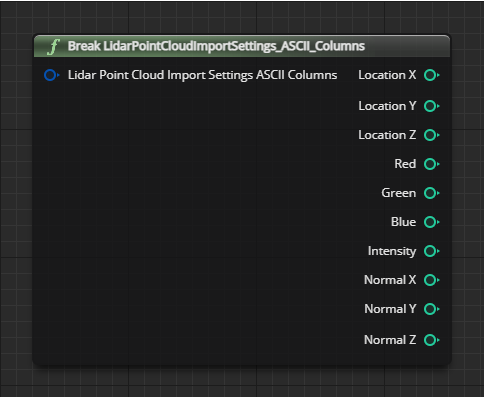 f Break LidarPointCloudImportSettings_ASCII_Columns
Lidar Point Cloud Import Settings ASCII Columns Location X
Location Y
Location Z
Red
Green
Blue
Intensity
Normal X
Normal Y
Normal Z